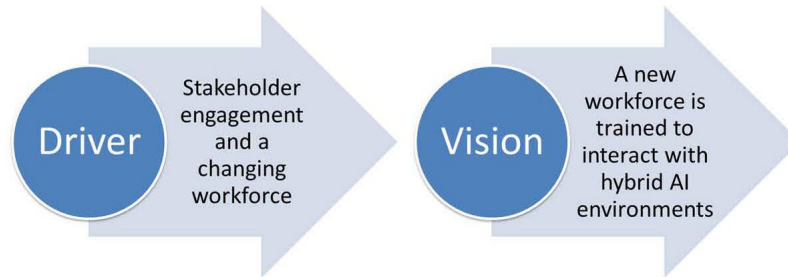 Driver
Stakeholder
engagement
and a
changing
workforce
Vision
A new
workforce is
trained to
interact with
hybrid AI
environments